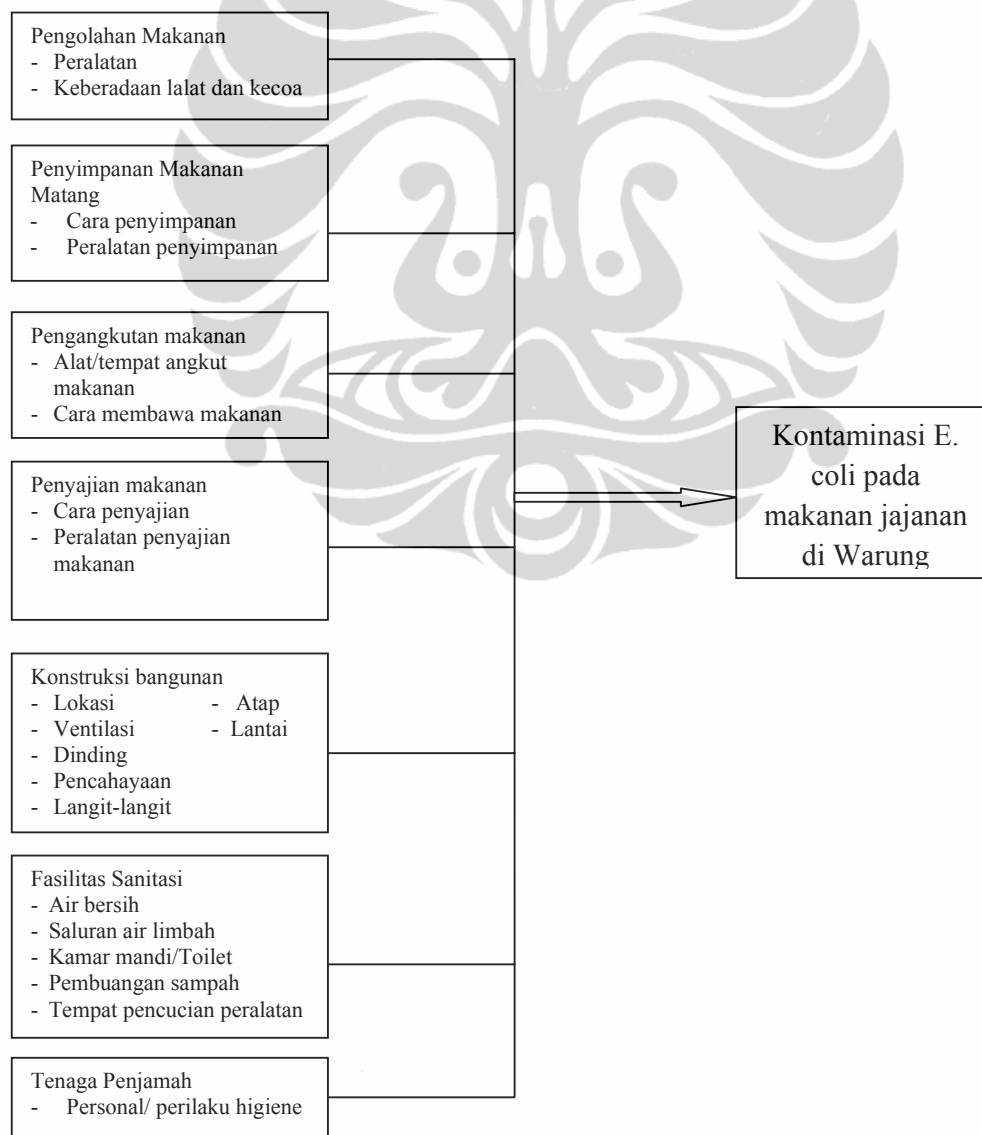 Pengolahan Makanan
- Peralatan
- Keberadaan lalat dan kecoa
Penyimpanan Makanan
Matang
- Cara penyimpanan
- Peralatan penyimpanan
Pengangkutan makanan
- Alat/tempat angkut
makanan
- Cara membawa makanan
Penyajian makanan
- Cara penyajian
- Peralatan penyajian
makanan
Konstruksi bangunan
- Lokasi - Atap
- Ventilasi - Lantai
- Dinding
- Pencahayaan
- Langit-langit
Fasilitas Sanitasi
- Air bersih
- Saluran air limbah
- Kamar mandi/Toilet
- Pembuangan sampah
- Tempat pencucian peralatan
Tenaga Penjamah
- Personal/ perilaku higiene
Kontaminasi E.
coli pada
makanan jajanan
di Warung